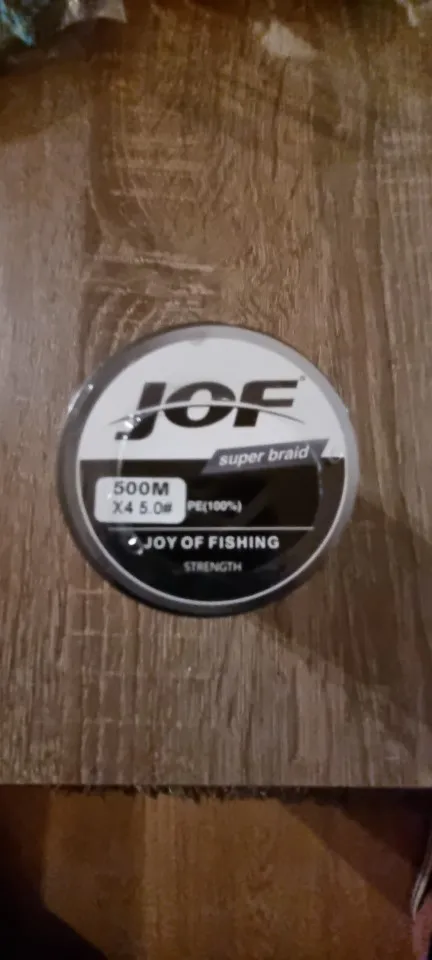 JOF
super braid
500M
X4 5.0# PE(100%)
JOY OF FISHING
STRENGTH